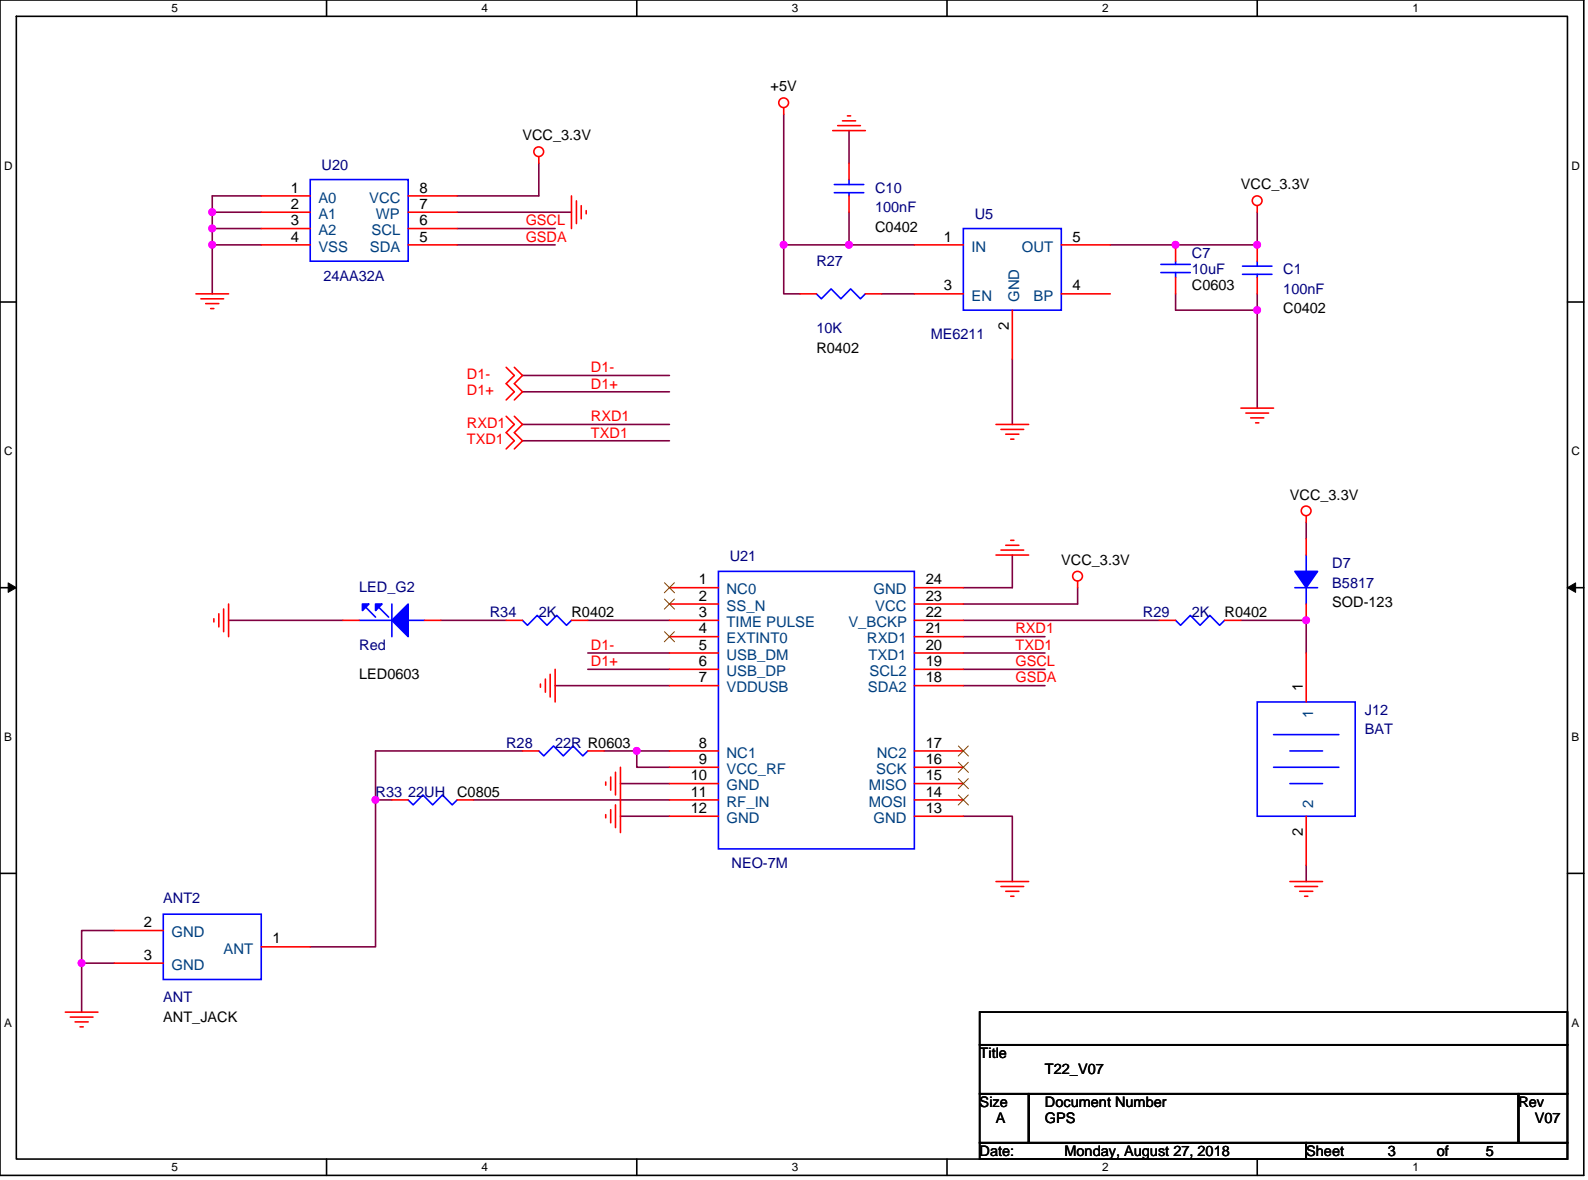 5 4 3 2 1
D
D
C
C
B
B
A
A
U20
VCC_3.3V
1 A0 VCC 8
2 A1 WP 7
3 A2 SCL 6 GSCL
4 VSS SDA 5 GSDA
24AA32A
+5V
C10
100nF
C0402
U5
1 IN OUT 5
3 EN GND BP 4
2
ME6211
R27
10K
R0402
VCC_3.3V
C7
10uF
C0603
C1
100nF
C0402
D1- D1-
D1+ D1+
RXD1 RXD1
TXD1 TXD1
LED_G2
Red
LED0603
R34 2K R0402
D1-
D1+
U21
1 NC0 GND 24
2 SS_N VCC 23
3 TIME PULSE V_BCKP 22
4 EXTINT0 RXD1 21 RXD1
5 USB_DM TXD1 20 TXD1
6 USB_DP SCL2 19 GSCL
7 VDDUSB SDA2 18 GSDA
8 NC1 NC2 17
9 VCC_RF SCK 16
10 GND MISO 15
11 RF_IN MOSI 14
12 GND GND 13
NEO-7M
VCC_3.3V
R29 2K R0402
VCC_3.3V
D7
B5817
SOD-123
1
1
J12
BAT
2
2
R28 22R R0603
R33 22UH C0805
ANT2
2 GND
ANT 1
3 GND
ANT
ANT_JACK
Title
T22_V07
Size
A
Document Number
GPS
Rev
V07
Date: Monday, August 27, 2018 Sheet 3 of 5
5 4 3 2 1